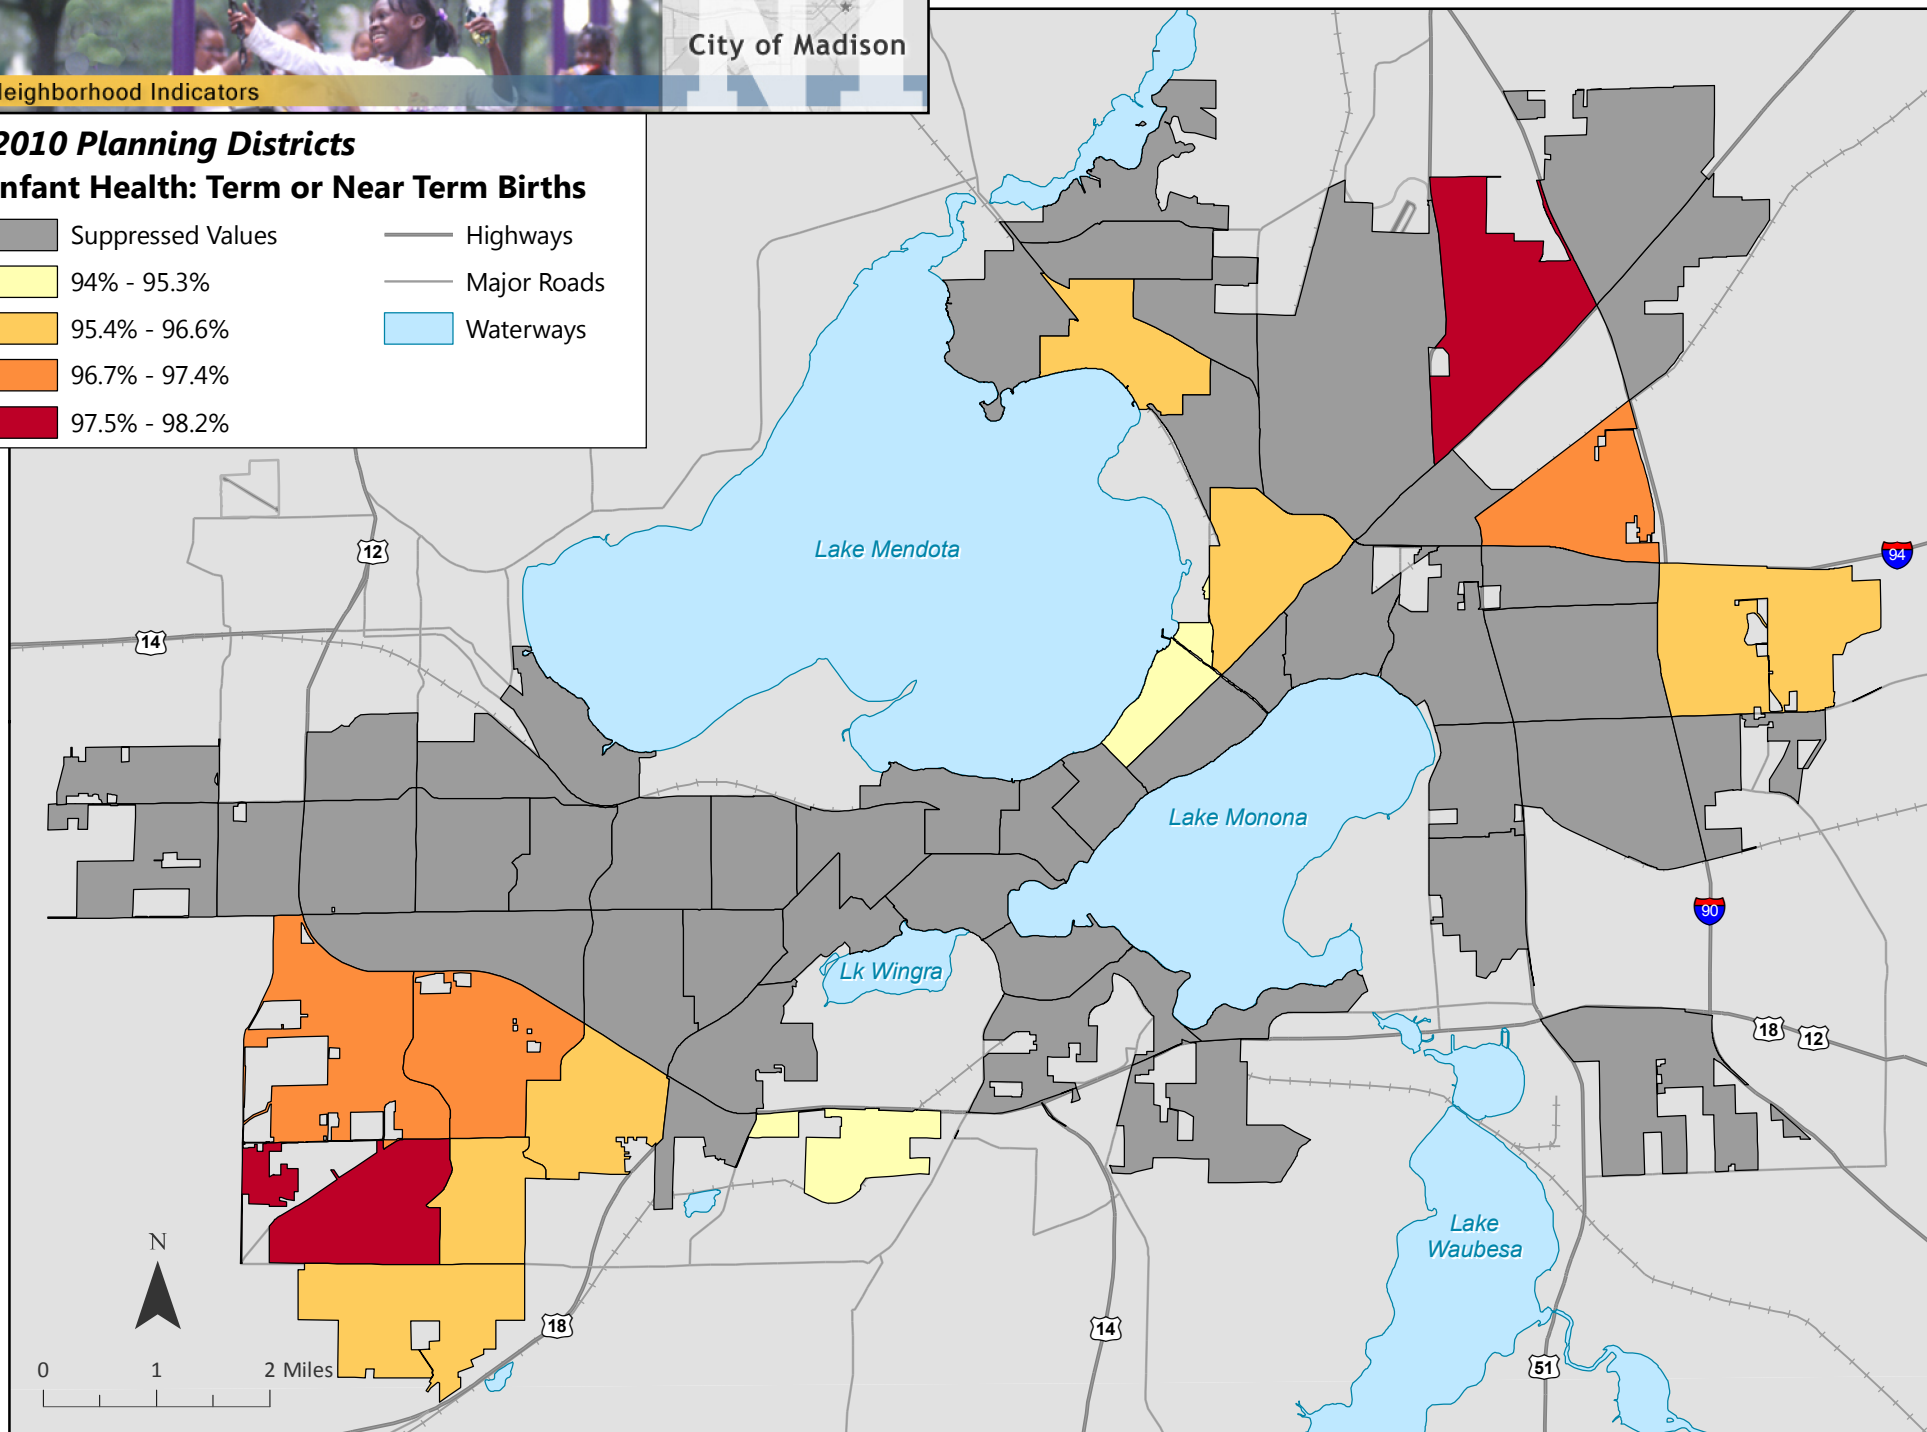 City of Madison
eighborhood Indicators
2010 Planning Districts
nfant Health: Term or Near Term Births
Suppressed Values
Highways
94% - 95.3%
Major Roads
95.4% - 96.6%
Waterways
96.7% - 97.4%
97.5% - 98.2%
Lake Mendota
12
94
14
Lake Monona
90
Lk Wingra
18
12
Lake
Waubesa
N
18
14
51
0 1 2 Miles